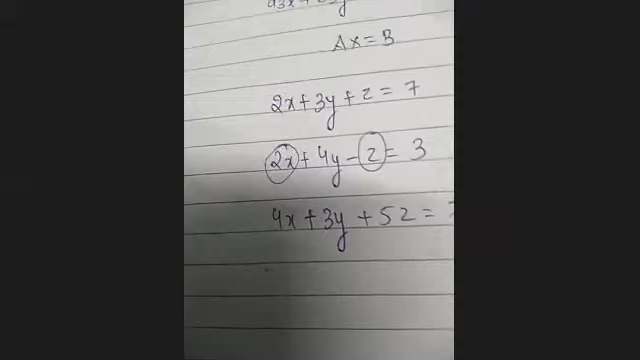 Ax = B
2x + 3y + z = 7
2x + 4y - z = 3
4x + 3y + 5z =